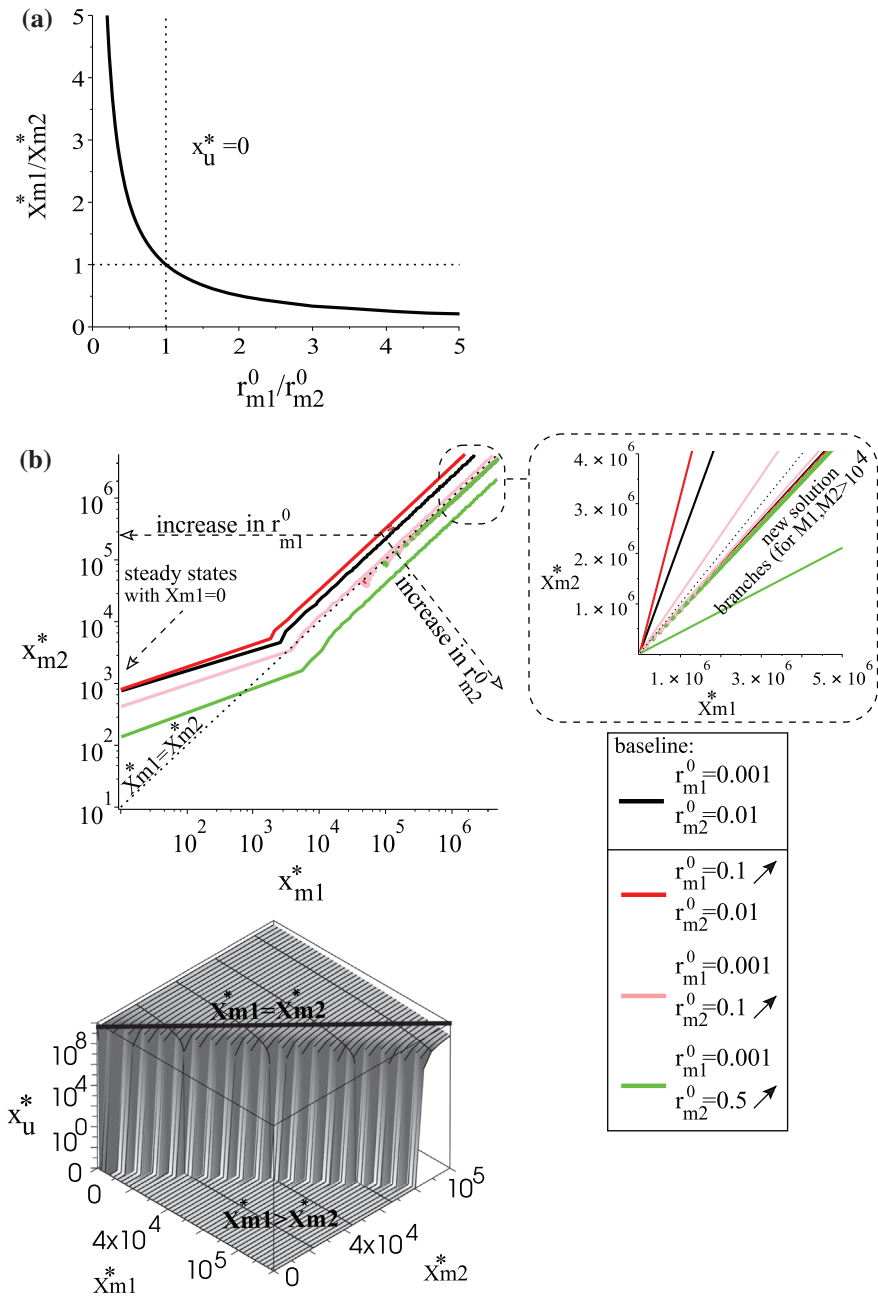 (a)
5
4
3
2
1
0
x*m1/x*m2
x*u=0
0 1 2 3 4 5
r0m1/r0m2
(b)
10^6
10^5
10^4
10^3
10^2
10^1
x*m2
increase in r0m1
steady states
with Xm1=0
increase in r0m2
X*m1=X*m2
10^2 10^3 10^4 10^5 10^6
x*m1
4. × 10^6
3. × 10^6
2. × 10^6
1. × 10^6
X*m2
new solution
branches (for M1,M2>10^4
1. × 10^6 3. × 10^6 5. × 10^6
X*m1
baseline:
r0m1=0.001
r0m2=0.01
r0m1=0.1
r0m2=0.01
r0m1=0.001
r0m2=0.1
r0m1=0.001
r0m2=0.5
X*m1=X*m2
10^8
10^4
10^0
0
x*u
X*m1>X*m2
0
4x10^4
10^5
X*m1
0
4x10^4
10^5
X*m2